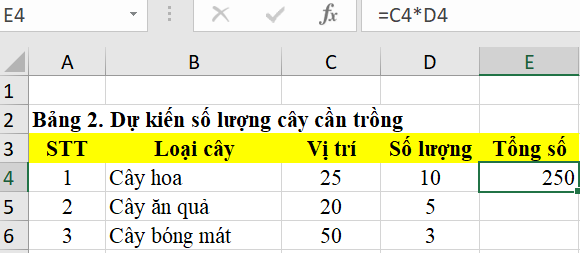 E4 fx =C4*D4
A B C D E
1
2 Bảng 2. Dự kiến số lượng cây cần trồng
3 STT Loại cây Vị trí Số lượng Tổng số
4 1 Cây hoa 25 10 250
5 2 Cây ăn quả 20 5
6 3 Cây bóng mát 50 3